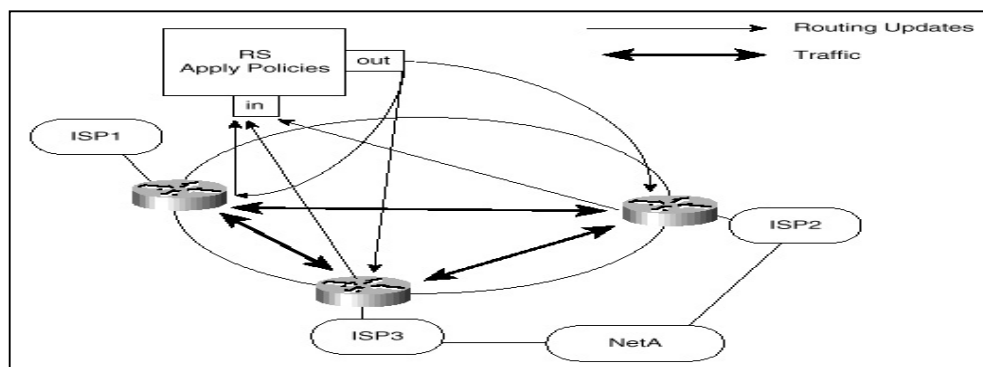 RS
Apply Policies
out
in
Routing Updates
Traffic
ISP1
ISP2
ISP3
NetA